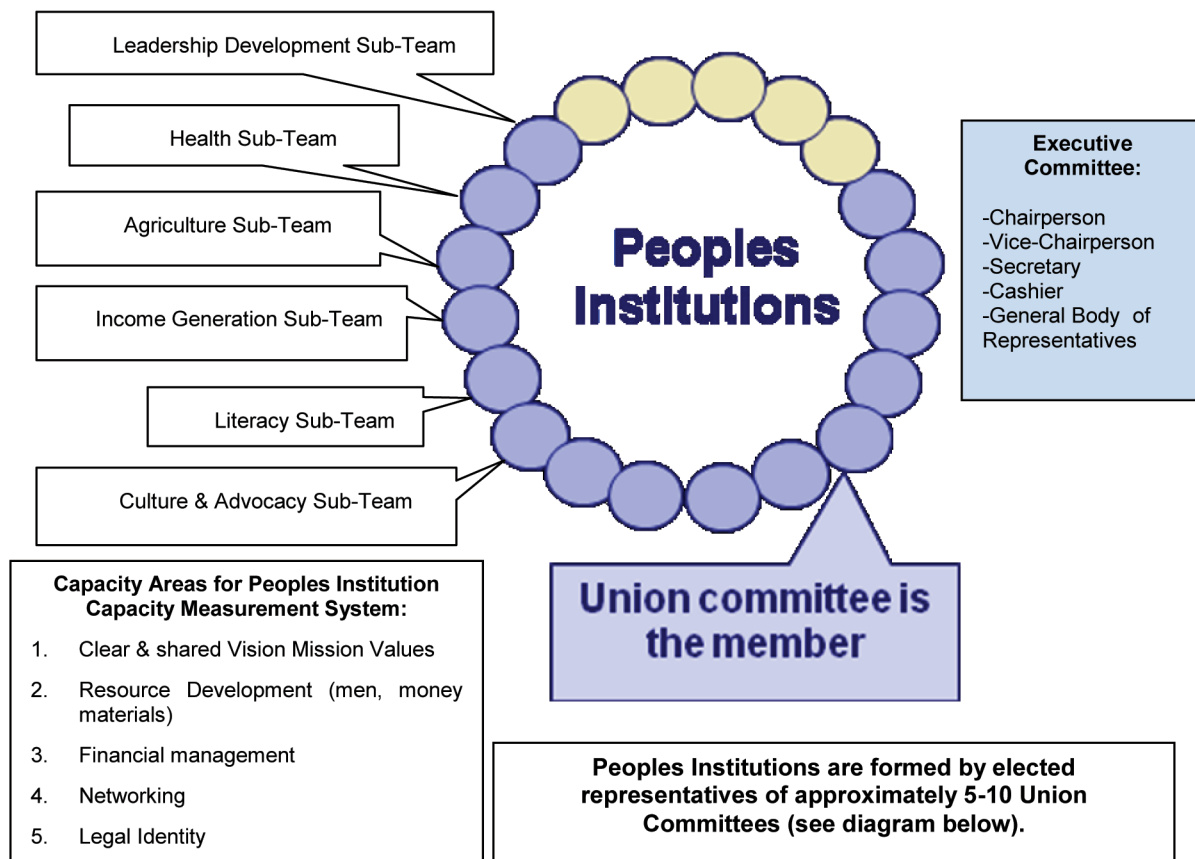 Leadership Development Sub-Team
Health Sub-Team
Agriculture Sub-Team
Income Generation Sub-Team
Literacy Sub-Team
Culture & Advocacy Sub-Team
Peoples
Institutions
Executive
Committee:
-Chairperson
-Vice-Chairperson
-Secretary
-Cashier
-General Body of
Representatives
Union committee is
the member
Capacity Areas for Peoples Institution
Capacity Measurement System:
1. Clear & shared Vision Mission Values
2. Resource Development (men, money
materials)
3. Financial management
4. Networking
5. Legal Identity
Peoples Institutions are formed by elected
representatives of approximately 5-10 Union
Committees (see diagram below).